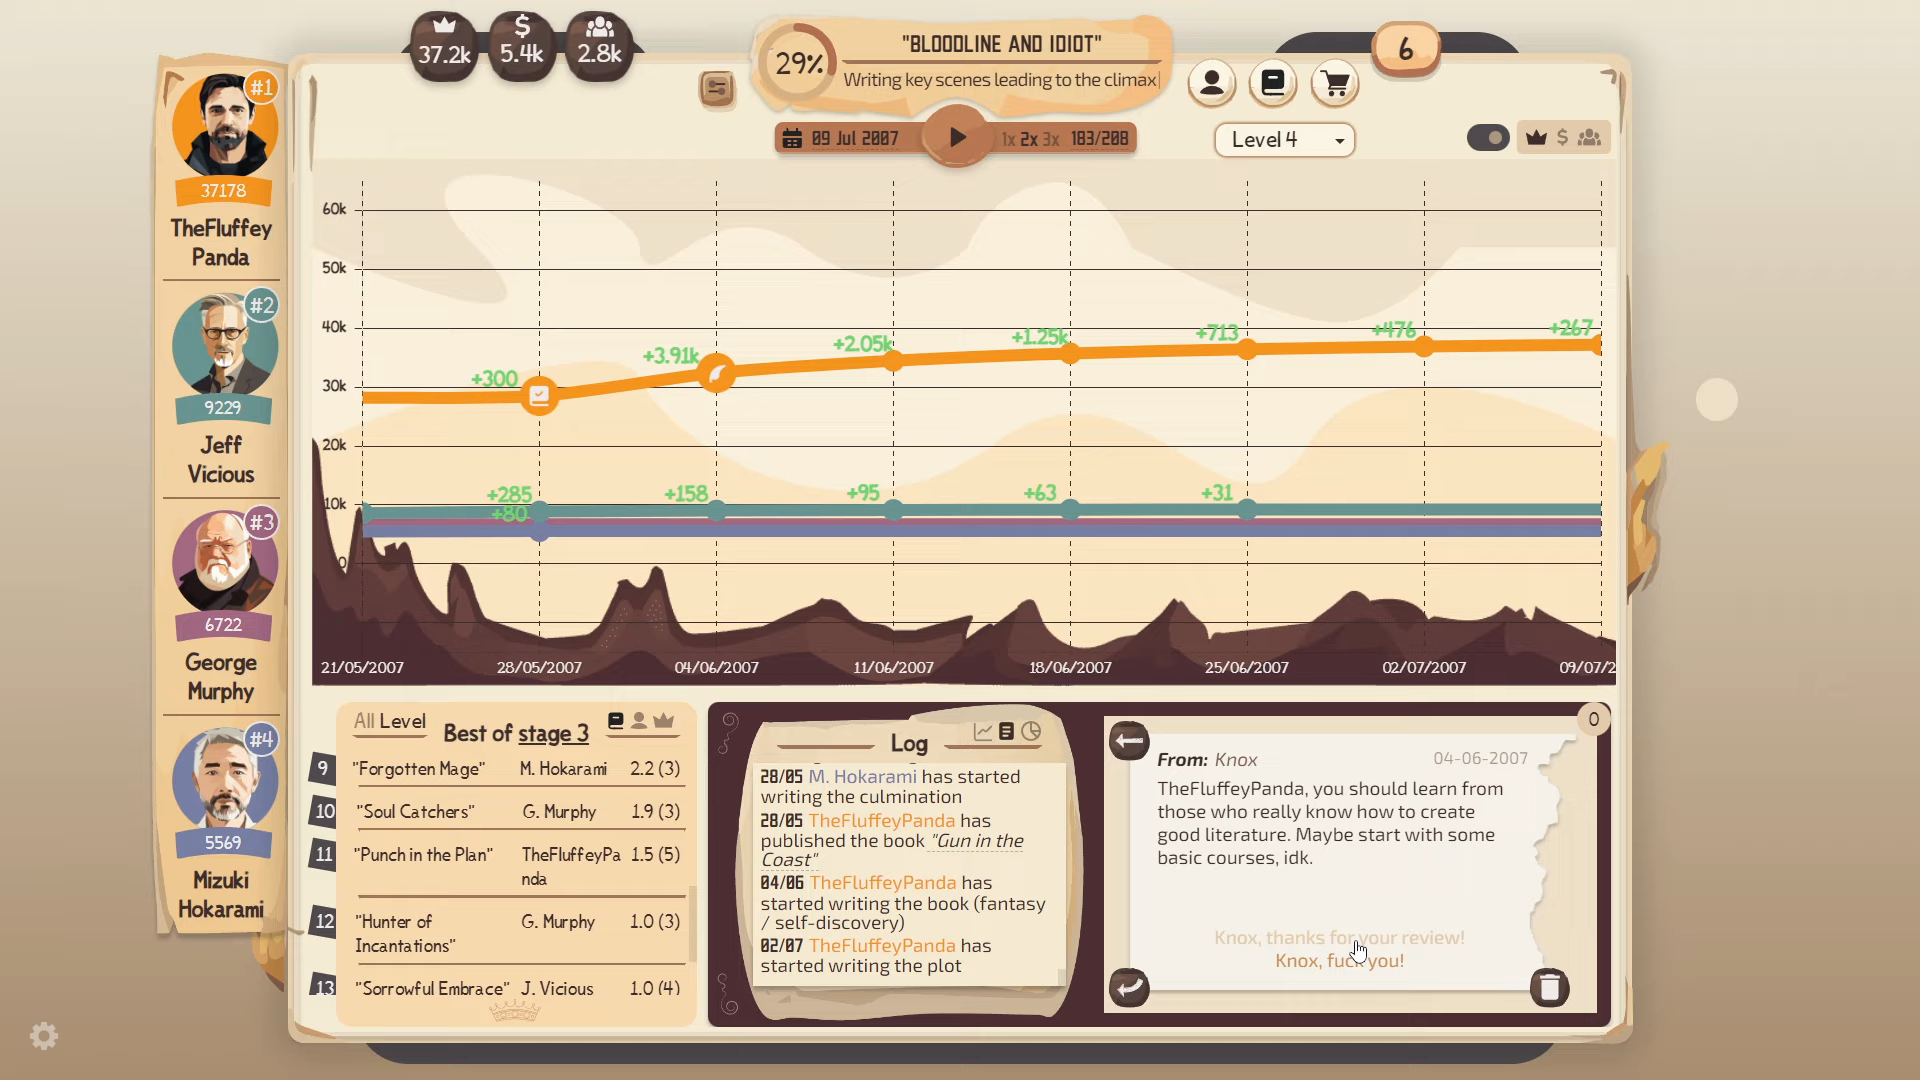 37.2k
5.4k
2.8k
29%
"BLOODLINE AND IDIOT"
Writing key scenes leading to the climax
6
09 Jul 2007
1x 2x 3x
183/208
Level 4
#1
37178
TheFluffey
Panda
#2
9229
Jeff
Vicious
#3
6722
George
Murphy
#4
5569
Mizuki
Hokarami
60k
50k
40k
30k
20k
10k
0
+300
+3.91k
+2.05k
+1.25k
+713
+476
+267
+285
+158
+95
+63
+31
+80
21/05/2007
28/05/2007
04/06/2007
11/06/2007
18/06/2007
25/06/2007
02/07/2007
09/07/2
All Level
Best of stage 3
9 "Forgotten Mage" M. Hokarami 2.2 (3)
10 "Soul Catchers" G. Murphy 1.9 (3)
11 "Punch in the Plan" TheFluffeyPa 1.5 (5)
nda
12 "Hunter of G. Murphy 1.0 (3)
Incantations"
13 "Sorrowful Embrace" J. Vicious 1.0 (4)
Log
28/05 M. Hokarami has started
writing the culmination
28/05 TheFluffeyPanda has
published the book "Gun in the
Coast"
04/06 TheFluffeyPanda has
started writing the book (fantasy
/ self-discovery)
02/07 TheFluffeyPanda has
started writing the plot
0
From: Knox
04-06-2007
TheFluffeyPanda, you should learn from
those who really know how to create
good literature. Maybe start with some
basic courses, idk.
Knox, thanks for your review!
Knox, fuck you!